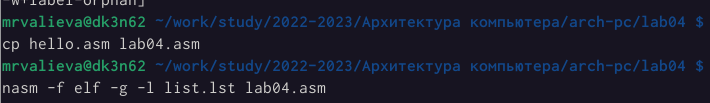 -w+label-orphan]
mrvalieva@dk3n62 ~/work/study/2022-2023/Архитектура компьютера/arch-pc/lab04 $
cp hello.asm lab04.asm
mrvalieva@dk3n62 ~/work/study/2022-2023/Архитектура компьютера/arch-pc/lab04 $
nasm -f elf -g -l list.lst lab04.asm